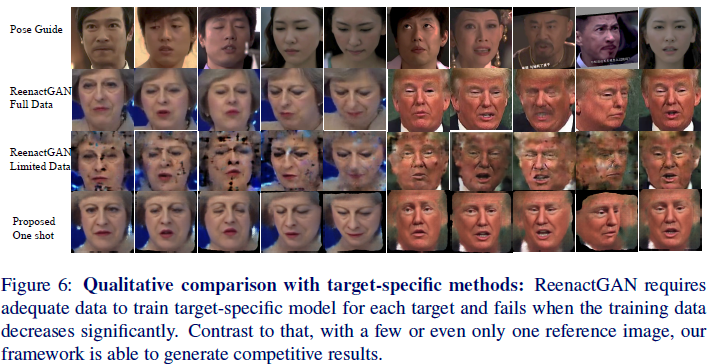 Pose Guide
ReenactGAN
Full Data
ReenactGAN
Limited Data
Proposed
One shot
Figure 6: Qualitative comparison with target-specific methods: ReenactGAN requires
adequate data to train target-specific model for each target and fails when the training data
decreases significantly. Contrast to that, with a few or even only one reference image, our
framework is able to generate competitive results.